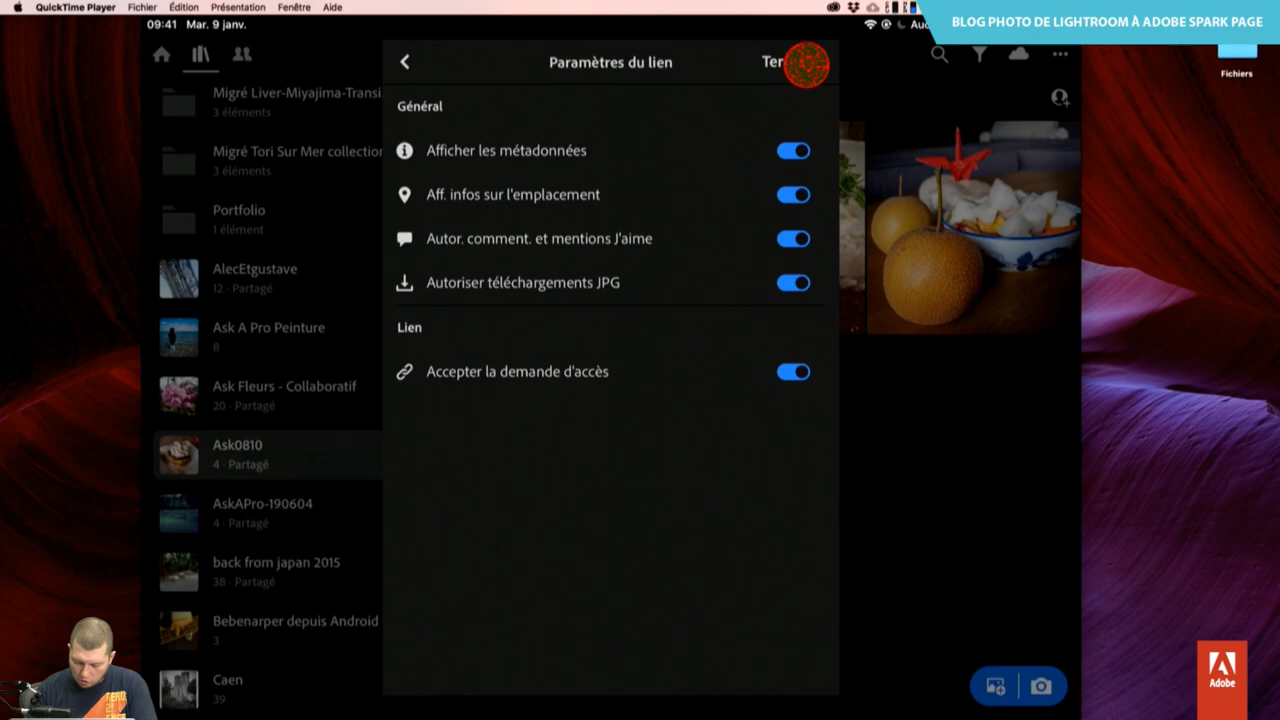 QuickTime Player Fichier Édition Présentation Fenêtre Aide
BLOG PHOTO DE LIGHTROOM À ADOBE SPARK PAGE
09:41 Mar. 9 janv.
Fichiers
Paramètres du lien
Général
Afficher les métadonnées
Aff. infos sur l'emplacement
Autor. comment. et mentions J'aime
Autoriser téléchargements JPG
Lien
Accepter la demande d'accès
Migré Liver-Miyajima-Transi.
3 éléments
Migré Tori Sur Mer collection
3 éléments
Portfolio
1 élément
AlecEtgustave
12 · Partagé
Ask A Pro Peinture
8
Ask Fleurs - Collaboratif
20 · Partagé
Ask0810
4 · Partagé
AskAPro-190604
4 · Partagé
back from japan 2015
38 · Partagé
Bebenarper depuis Android
3
Caen
39
Adobe